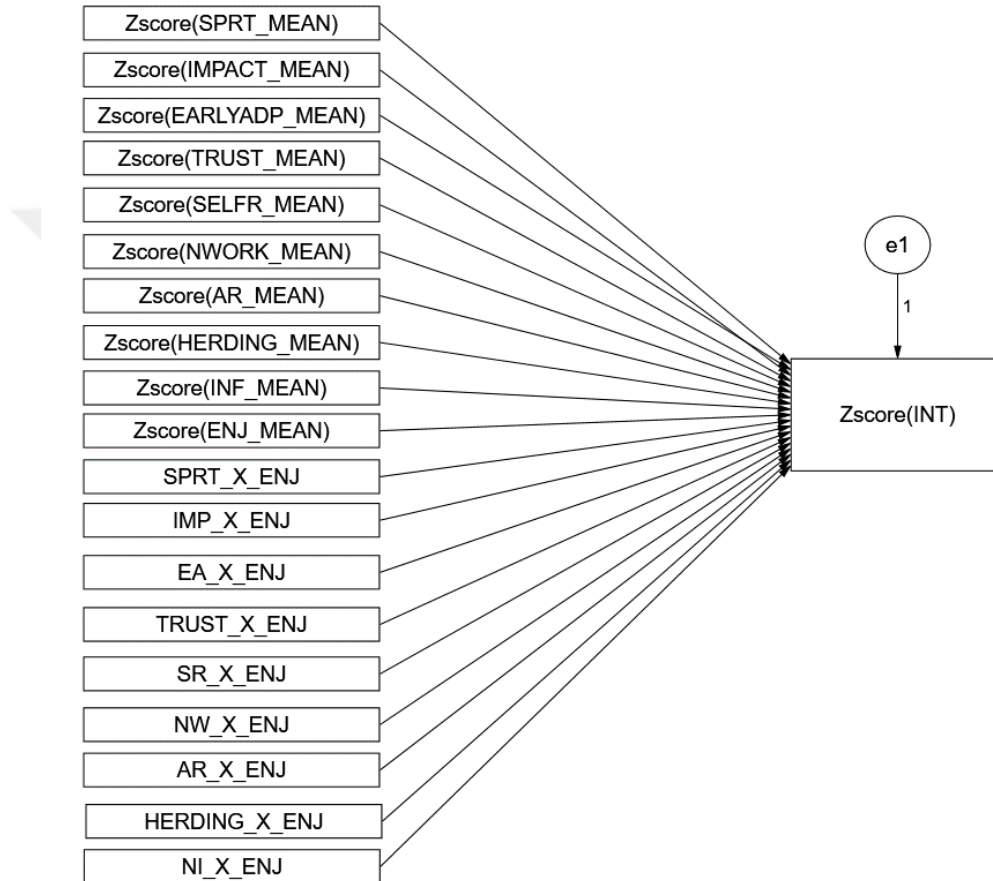 Zscore(SPRT_MEAN)
Zscore(IMPACT_MEAN)
Zscore(EARLYADP_MEAN)
Zscore(TRUST_MEAN)
Zscore(SELFR_MEAN)
Zscore(NWORK_MEAN)
Zscore(AR_MEAN)
Zscore(HERDING_MEAN)
Zscore(INF_MEAN)
Zscore(ENJ_MEAN)
SPRT_X_ENJ
IMP_X_ENJ
EA_X_ENJ
TRUST_X_ENJ
SR_X_ENJ
NW_X_ENJ
AR_X_ENJ
HERDING_X_ENJ
NI_X_ENJ
e1
1
Zscore(INT)